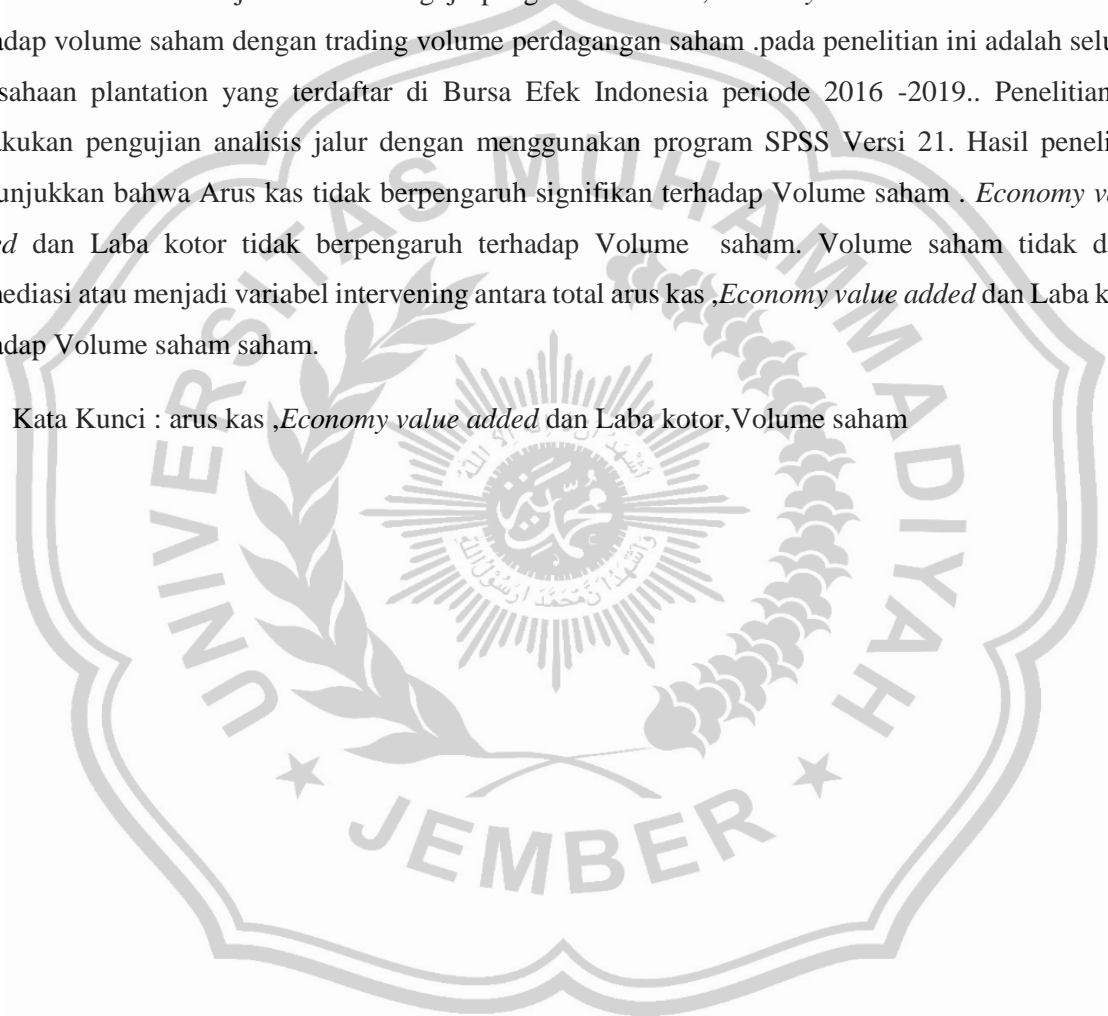 adap volume saham dengan trading volume perdagangan saham .pada penelitian ini adalah selu
sahaan plantation yang terdaftar di Bursa Efek Indonesia periode 2016 -2019.. Penelitian
akukan pengujian analisis jalur dengan menggunakan program SPSS Versi 21. Hasil peneli
unjukkan bahwa Arus kas tidak berpengaruh signifikan terhadap Volume saham . Economy va
ed dan Laba kotor tidak berpengaruh terhadap Volume saham. Volume saham tidak d
nediasi atau menjadi variabel intervening antara total arus kas ,Economy value added dan Laba k
adap Volume saham saham.
Kata Kunci : arus kas ,Economy value added dan Laba kotor,Volume saham
UNIVERSITAS MUHAMMADIYAH
JEMBER